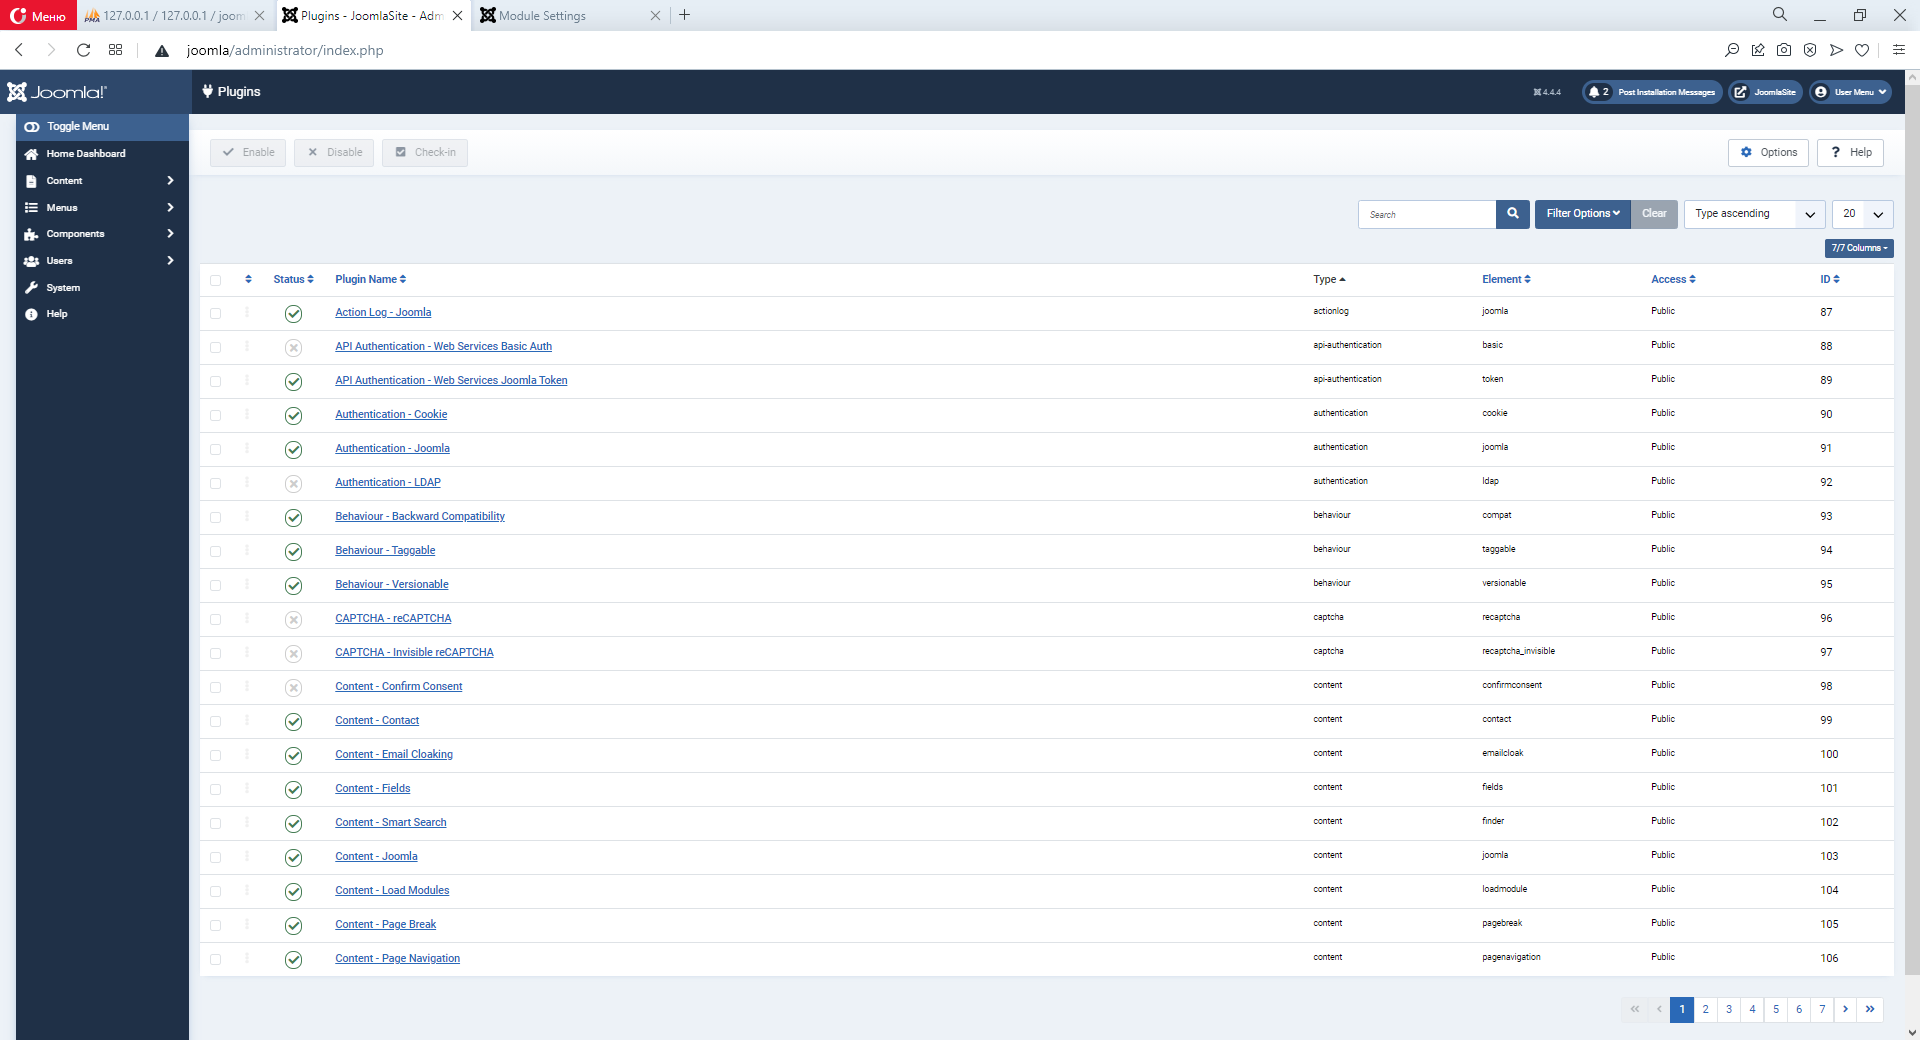 Меню
127.0.0.1 / 127.0.0.1 / joom
Plugins - JoomlaSite - Adm
Module Settings
joomla/administrator/index.php
Joomla!
Plugins
4.4.4
2 Post Installation Messages
JoomlaSite
User Menu
Toggle Menu
Home Dashboard
Content
Menus
Components
Users
System
Help
Enable
Disable
Check-in
Options
? Help
Search
Filter Options
Clear
Type ascending
20
7/7 Columns
Status Plugin Name Type Element Access ID
Action Log - Joomla actionlog joomla Public 87
API Authentication - Web Services Basic Auth api-authentication basic Public 88
API Authentication - Web Services Joomla Token api-authentication token Public 89
Authentication - Cookie authentication cookie Public 90
Authentication - Joomla authentication joomla Public 91
Authentication - LDAP authentication ldap Public 92
Behaviour - Backward Compatibility behaviour compat Public 93
Behaviour - Taggable behaviour taggable Public 94
Behaviour - Versionable behaviour versionable Public 95
CAPTCHA - reCAPTCHA captcha recaptcha Public 96
CAPTCHA - Invisible reCAPTCHA captcha recaptcha_invisible Public 97
Content - Confirm Consent content confirmconsent Public 98
Content - Contact content contact Public 99
Content - Email Cloaking content emailcloak Public 100
Content - Fields content fields Public 101
Content - Smart Search content finder Public 102
Content - Joomla content joomla Public 103
Content - Load Modules content loadmodule Public 104
Content - Page Break content pagebreak Public 105
Content - Page Navigation content pagenavigation Public 106
« ‹ 1 2 3 4 5 6 7 › »